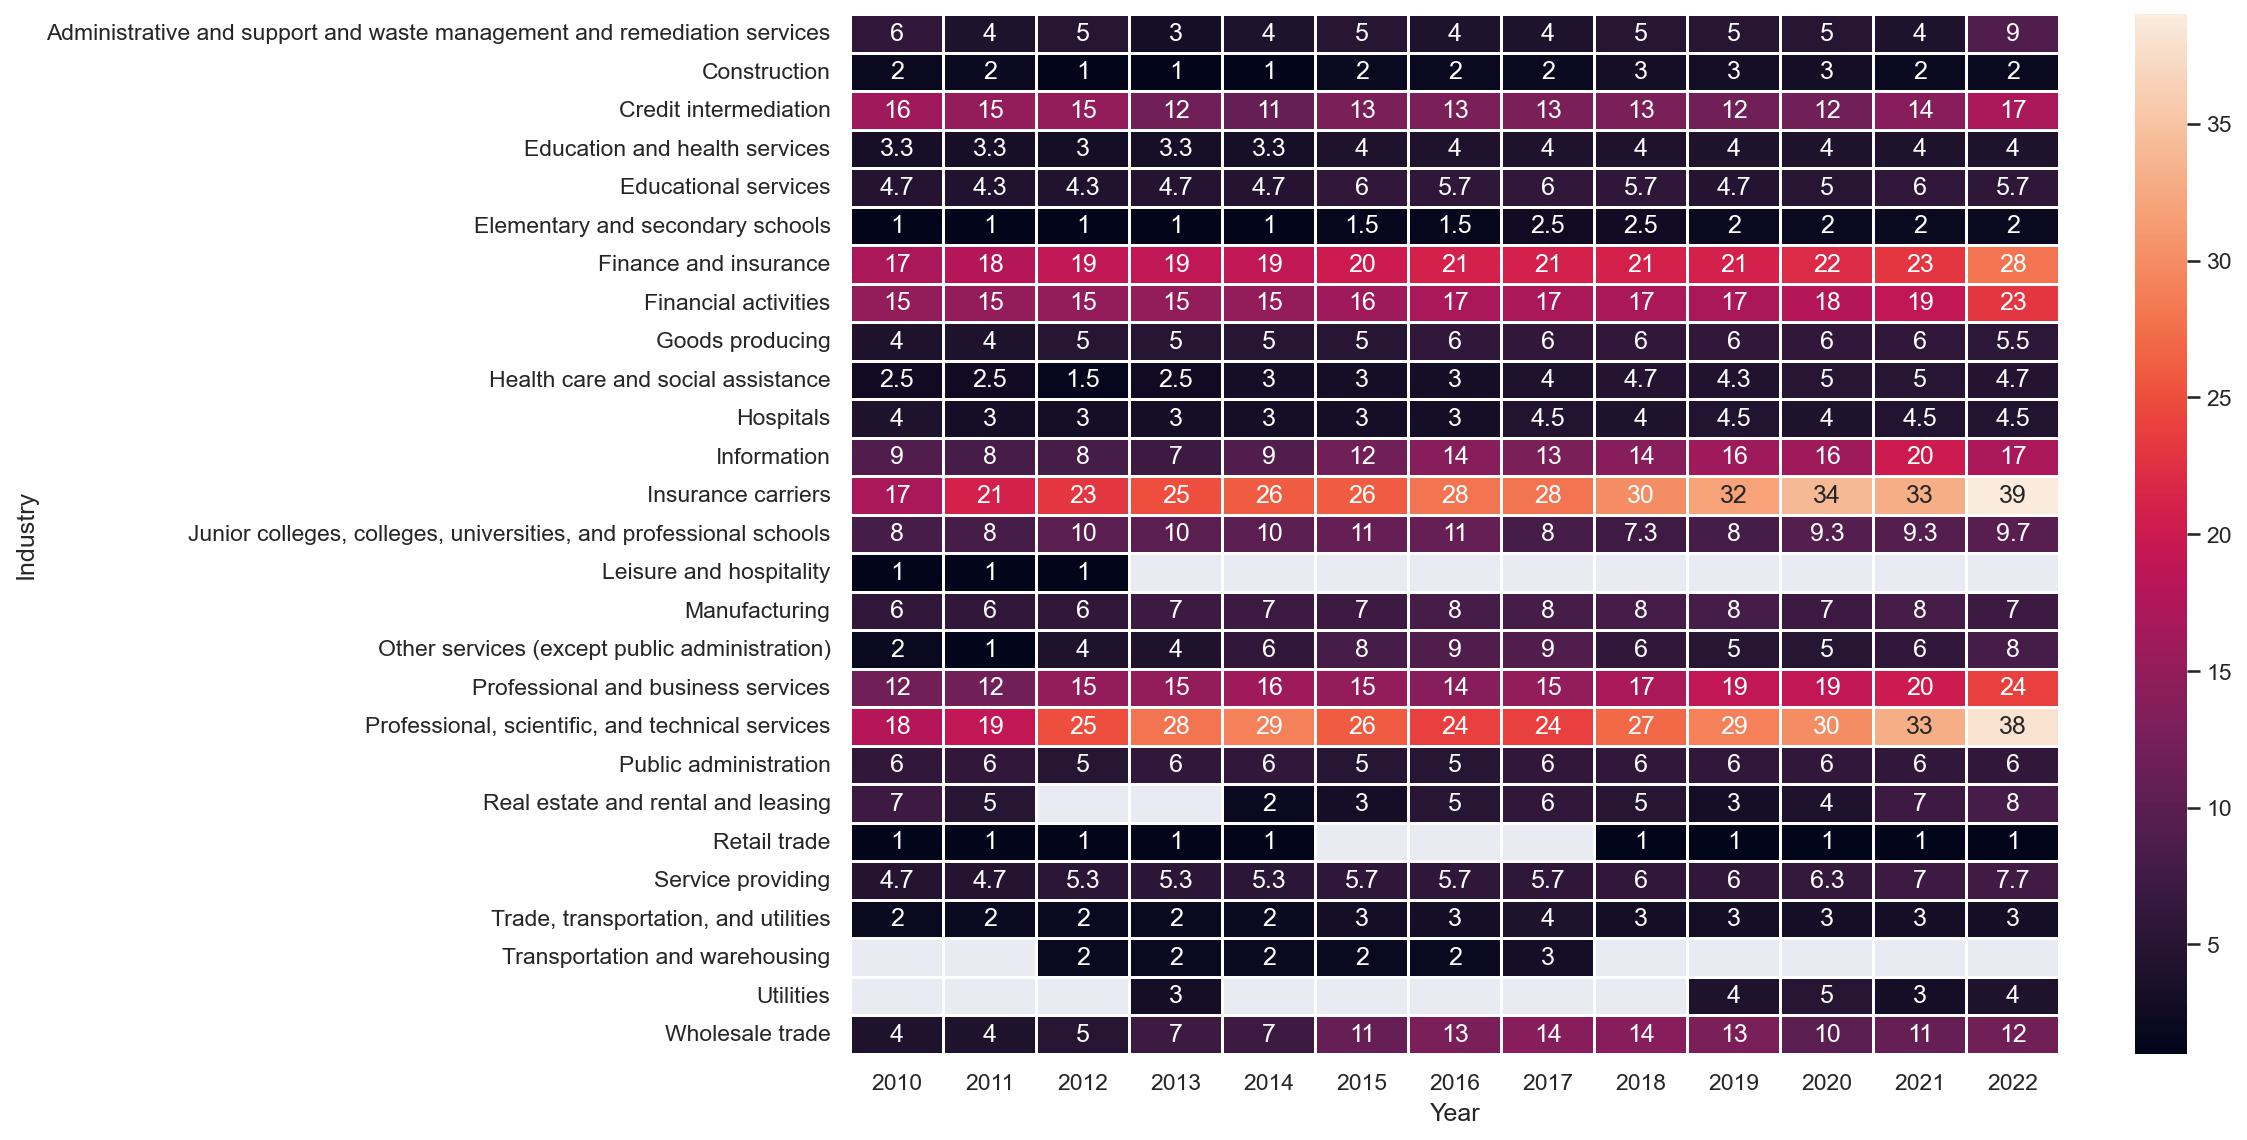 Administrative and support and waste management and remediation services 6 4 5 3 4 5 4 4 5 5 5 4 9
Construction 2 2 1 1 1 2 2 2 3 3 3 2 2
Credit intermediation 16 15 15 12 11 13 13 13 13 12 12 14 17
35
Education and health services 3.3 3.3 3 3.3 3.3 4 4 4 4 4 4 4 4
Educational services 4.7 4.3 4.3 4.7 4.7 6 5.7 6 5.7 4.7 5 6 5.7
Elementary and secondary schools 1 1 1 1 1 1.5 1.5 2.5 2.5 2 2 2 2
Finance and insurance 17 18 19 19 19 20 21 21 21 21 22 23 28
30
Financial activities 15 15 15 15 15 16 17 17 17 17 18 19 23
Goods producing 4 4 5 5 5 5 6 6 6 6 6 6 5.5
Health care and social assistance 2.5 2.5 1.5 2.5 3 3 3 4 4.7 4.3 5 5 4.7
25
Hospitals 4 3 3 3 3 3 3 4.5 4 4.5 4 4.5 4.5
Information 9 8 8 7 9 12 14 13 14 16 16 20 17
Insurance carriers 17 21 23 25 26 26 28 28 30 32 34 33 39
Industry
Junior colleges, colleges, universities, and professional schools 8 8 10 10 10 11 11 8 7.3 8 9.3 9.3 9.7
20
Leisure and hospitality 1 1 1
Manufacturing 6 6 6 7 7 7 8 8 8 8 7 8 7
Other services (except public administration) 2 1 4 4 6 8 9 9 6 5 5 6 8
15
Professional and business services 12 12 15 15 16 15 14 15 17 19 19 20 24
Professional, scientific, and technical services 18 19 25 28 29 26 24 24 27 29 30 33 38
Public administration 6 6 5 6 6 5 5 6 6 6 6 6 6
Real estate and rental and leasing 7 5 2 3 5 6 5 3 4 7 8
10
Retail trade 1 1 1 1 1 1 1 1 1 1
Service providing 4.7 4.7 5.3 5.3 5.3 5.7 5.7 5.7 6 6 6.3 7 7.7
Trade, transportation, and utilities 2 2 2 2 2 3 3 4 3 3 3 3 3
5
Transportation and warehousing 2 2 2 2 2 3
Utilities 3 4 5 3 4
Wholesale trade 4 4 5 7 7 11 13 14 14 13 10 11 12
2010 2011 2012 2013 2014 2015 2016 2017 2018 2019 2020 2021 2022
Year